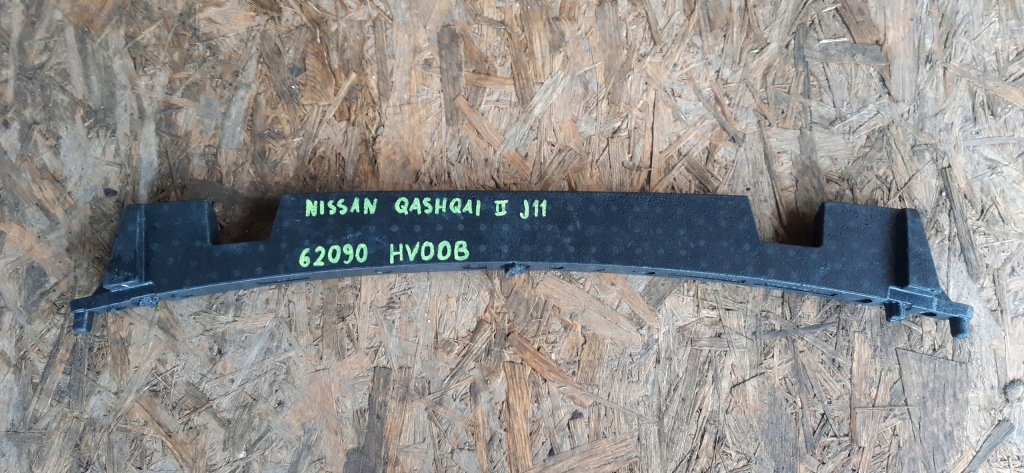 NISSAN QASHQAI II J11
62090 HV00B